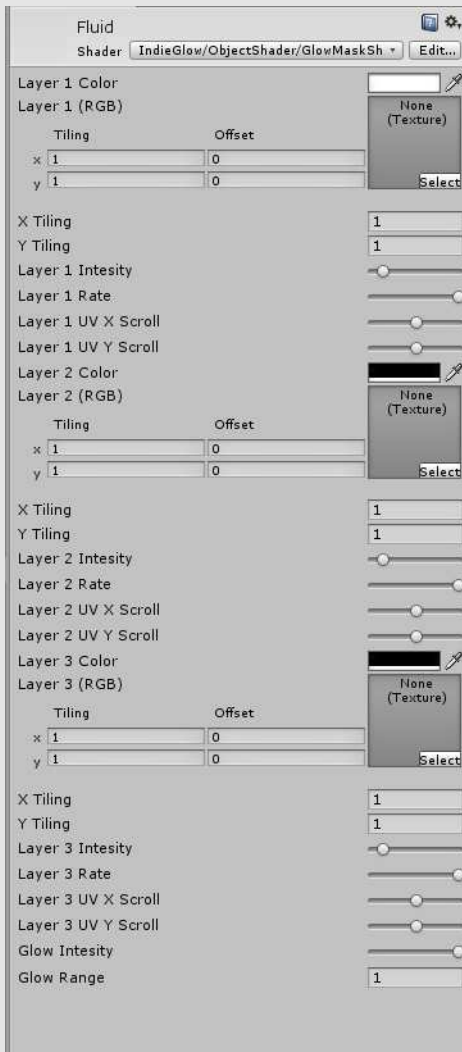 Fluid
Shader IndieGlow/ObjectShader/GlowMaskSh Edit...
Layer 1 Color
Layer 1 (RGB) None
(Texture)
Tiling Offset
x 1 0
y 1 0 Select
X Tiling 1
Y Tiling 1
Layer 1 Intesity
Layer 1 Rate
Layer 1 UV X Scroll
Layer 1 UV Y Scroll
Layer 2 Color
Layer 2 (RGB) None
(Texture)
Tiling Offset
x 1 0
y 1 0 Select
X Tiling 1
Y Tiling 1
Layer 2 Intesity
Layer 2 Rate
Layer 2 UV X Scroll
Layer 2 UV Y Scroll
Layer 3 Color
Layer 3 (RGB) None
(Texture)
Tiling Offset
x 1 0
y 1 0 Select
X Tiling 1
Y Tiling 1
Layer 3 Intesity
Layer 3 Rate
Layer 3 UV X Scroll
Layer 3 UV Y Scroll
Glow Intesity
Glow Range 1